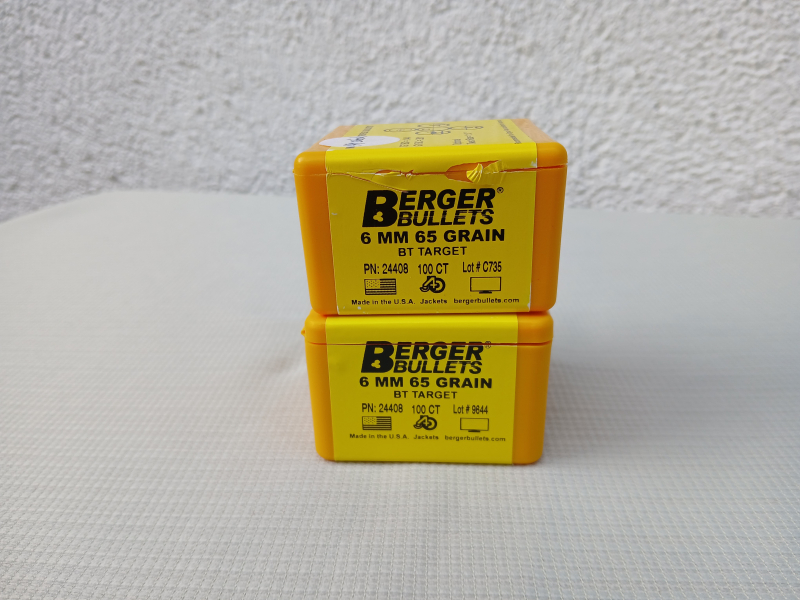 BERGER®
BULLETS
6 MM 65 GRAIN
BT TARGET
PN: 24408 100 CT Lot # C735
Made in the U.S.A. Jackets bergerbullets.com
BERGER®
BULLETS
6 MM 65 GRAIN
BT TARGET
PN: 24408 100 CT Lot # 9844
Made in the U.S.A. Jackets bergerbullets.com